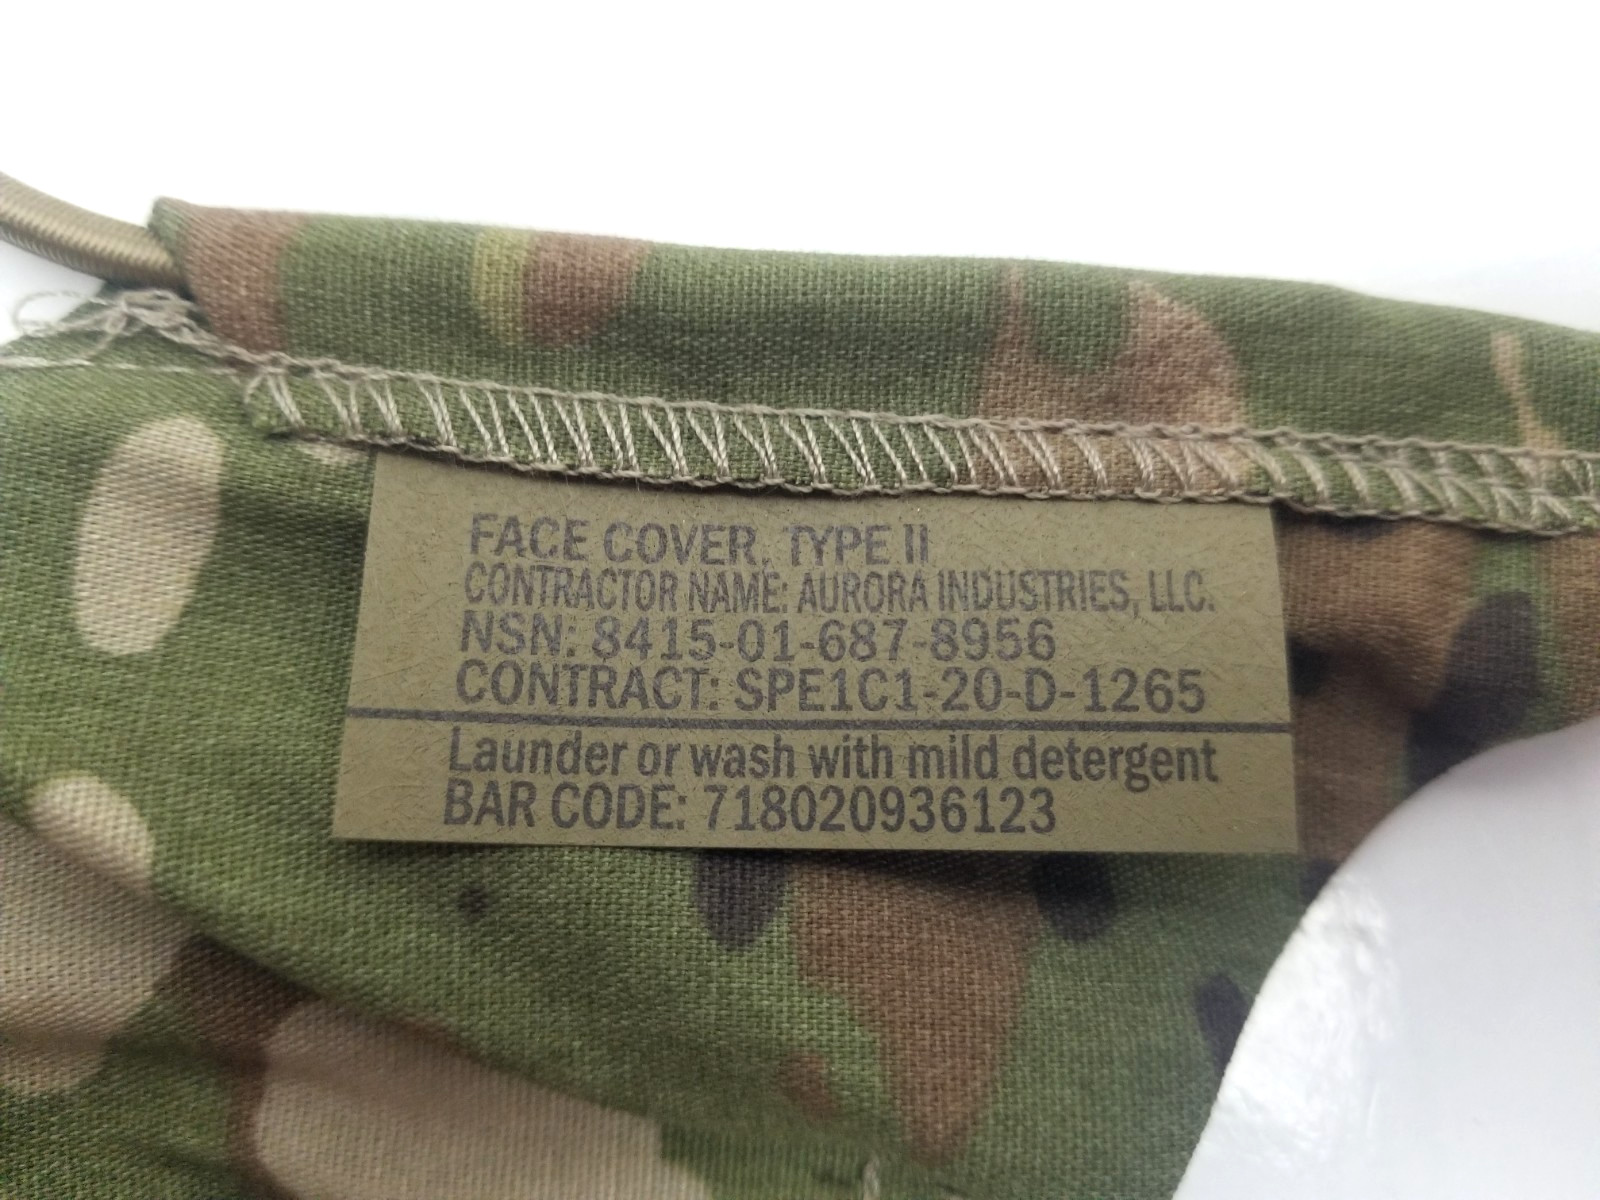 FACE COVER, TYPE II
CONTRACTOR NAME: AURORA INDUSTRIES, LLC.
NSN: 8415-01-687-8956
CONTRACT: SPE1C1-20-D-1265
Launder or wash with mild detergent
BAR CODE: 718020936123